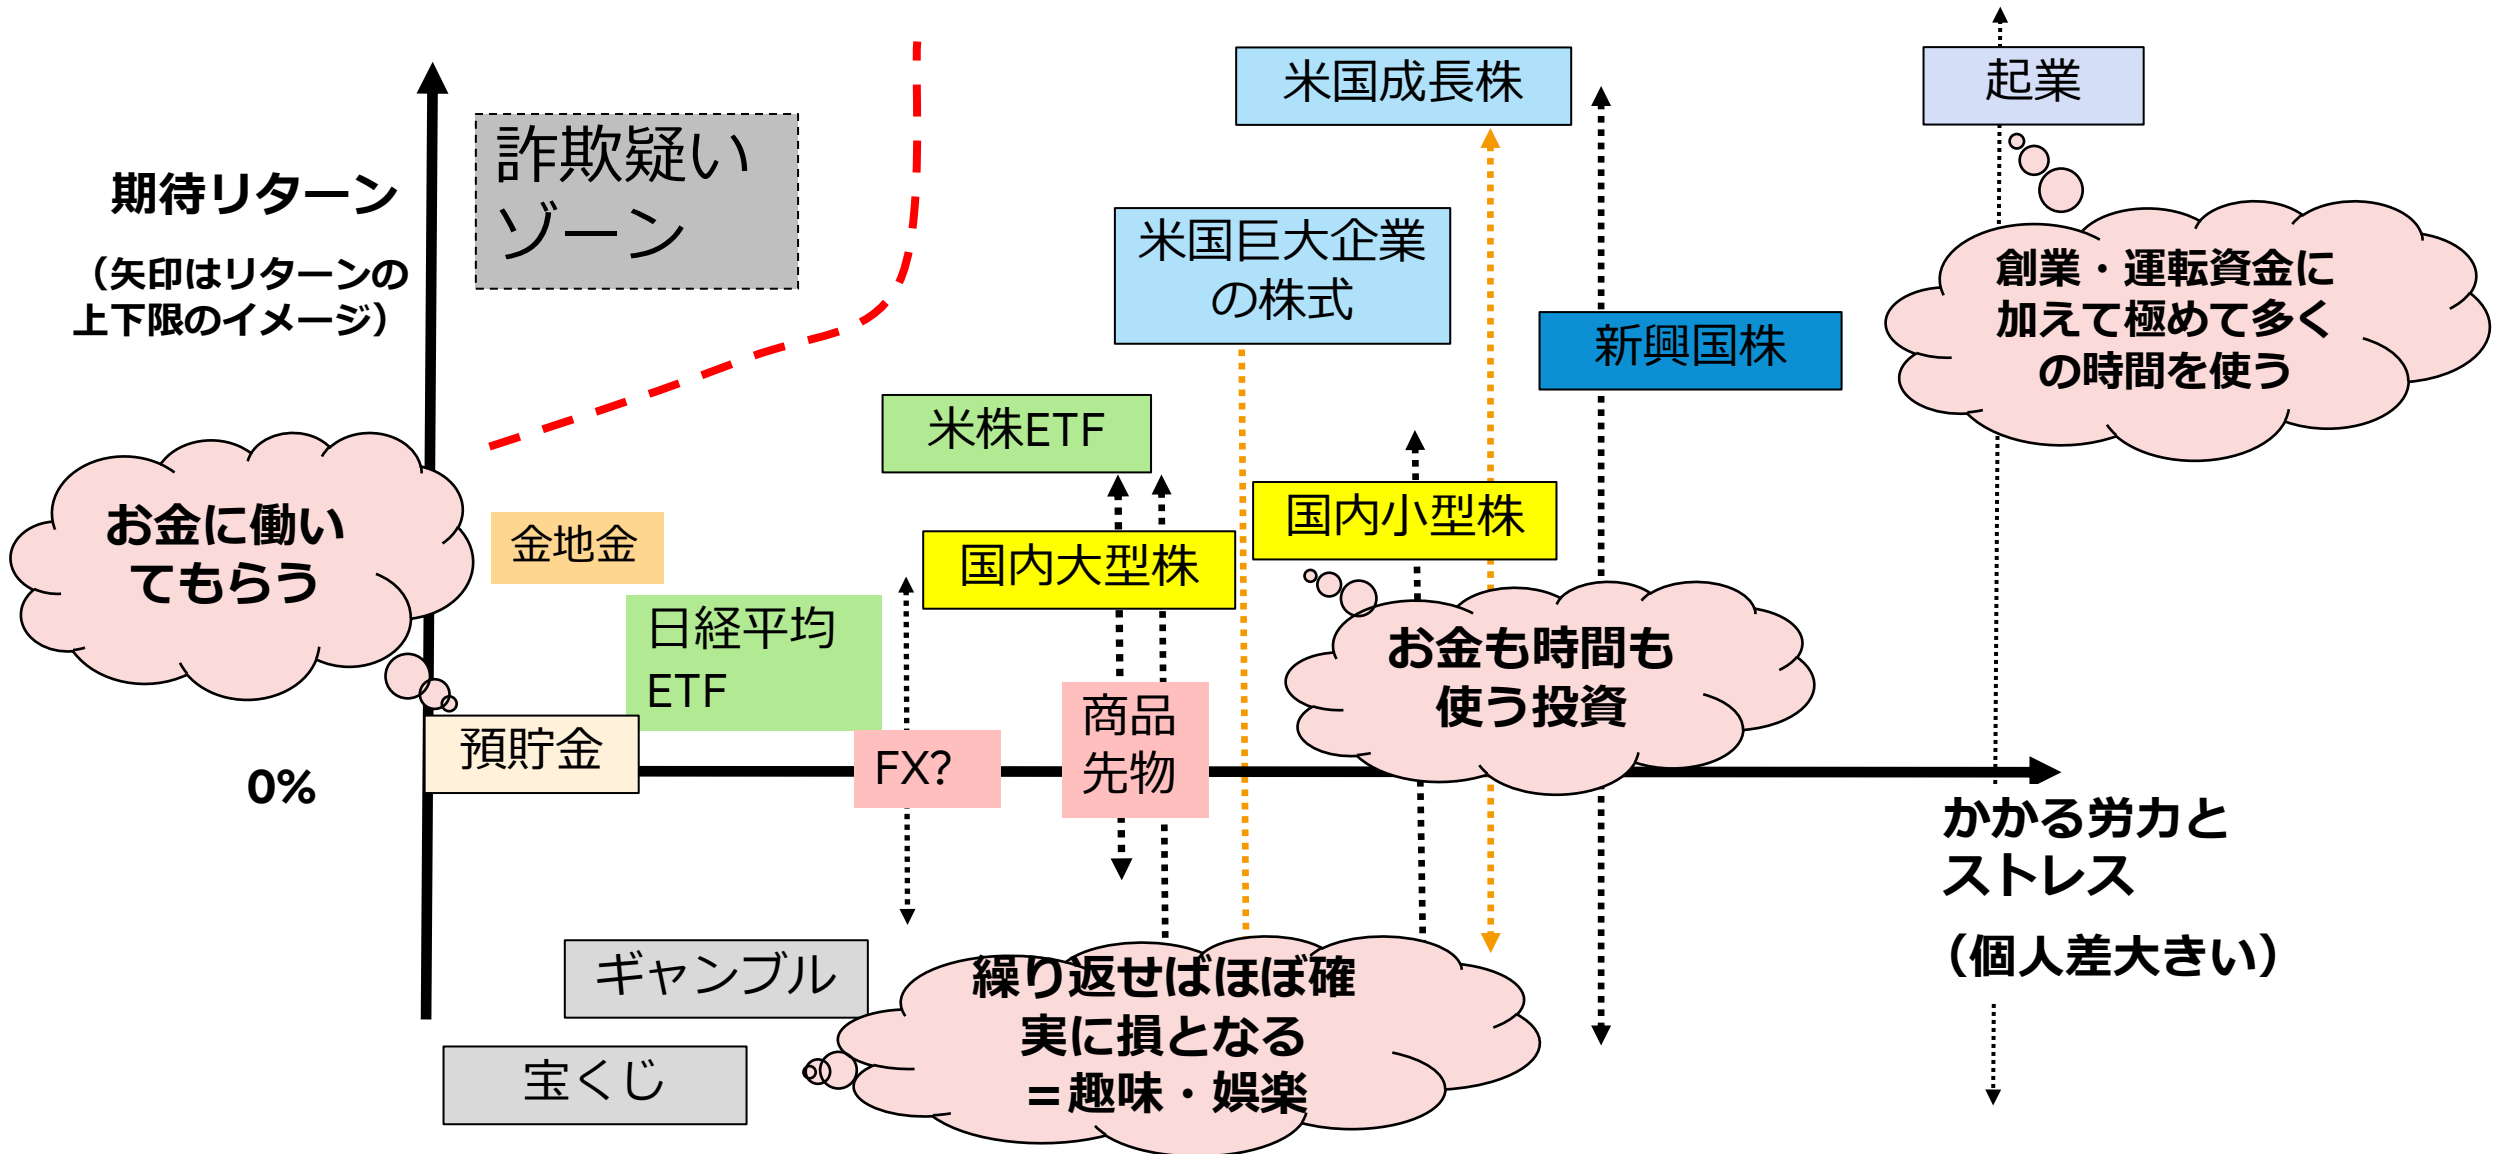 期待リターン
（矢印はリターンの
上下限のイメージ）
詐欺疑い
ゾーン
米国成長株
起業
米国巨大企業
の株式
創業・運転資金に
加えて極めて多く
の時間を使う
新興国株
米株ETF
お金に働い
てもらう
金地金
国内大型株
国内小型株
日経平均
ETF
お金も時間も
使う投資
預貯金
FX?
商品
先物
0%
かかる労力と
ストレス
（個人差大きい）
ギャンブル
宝くじ
繰り返せばほぼ確
実に損となる
=趣味・娯楽